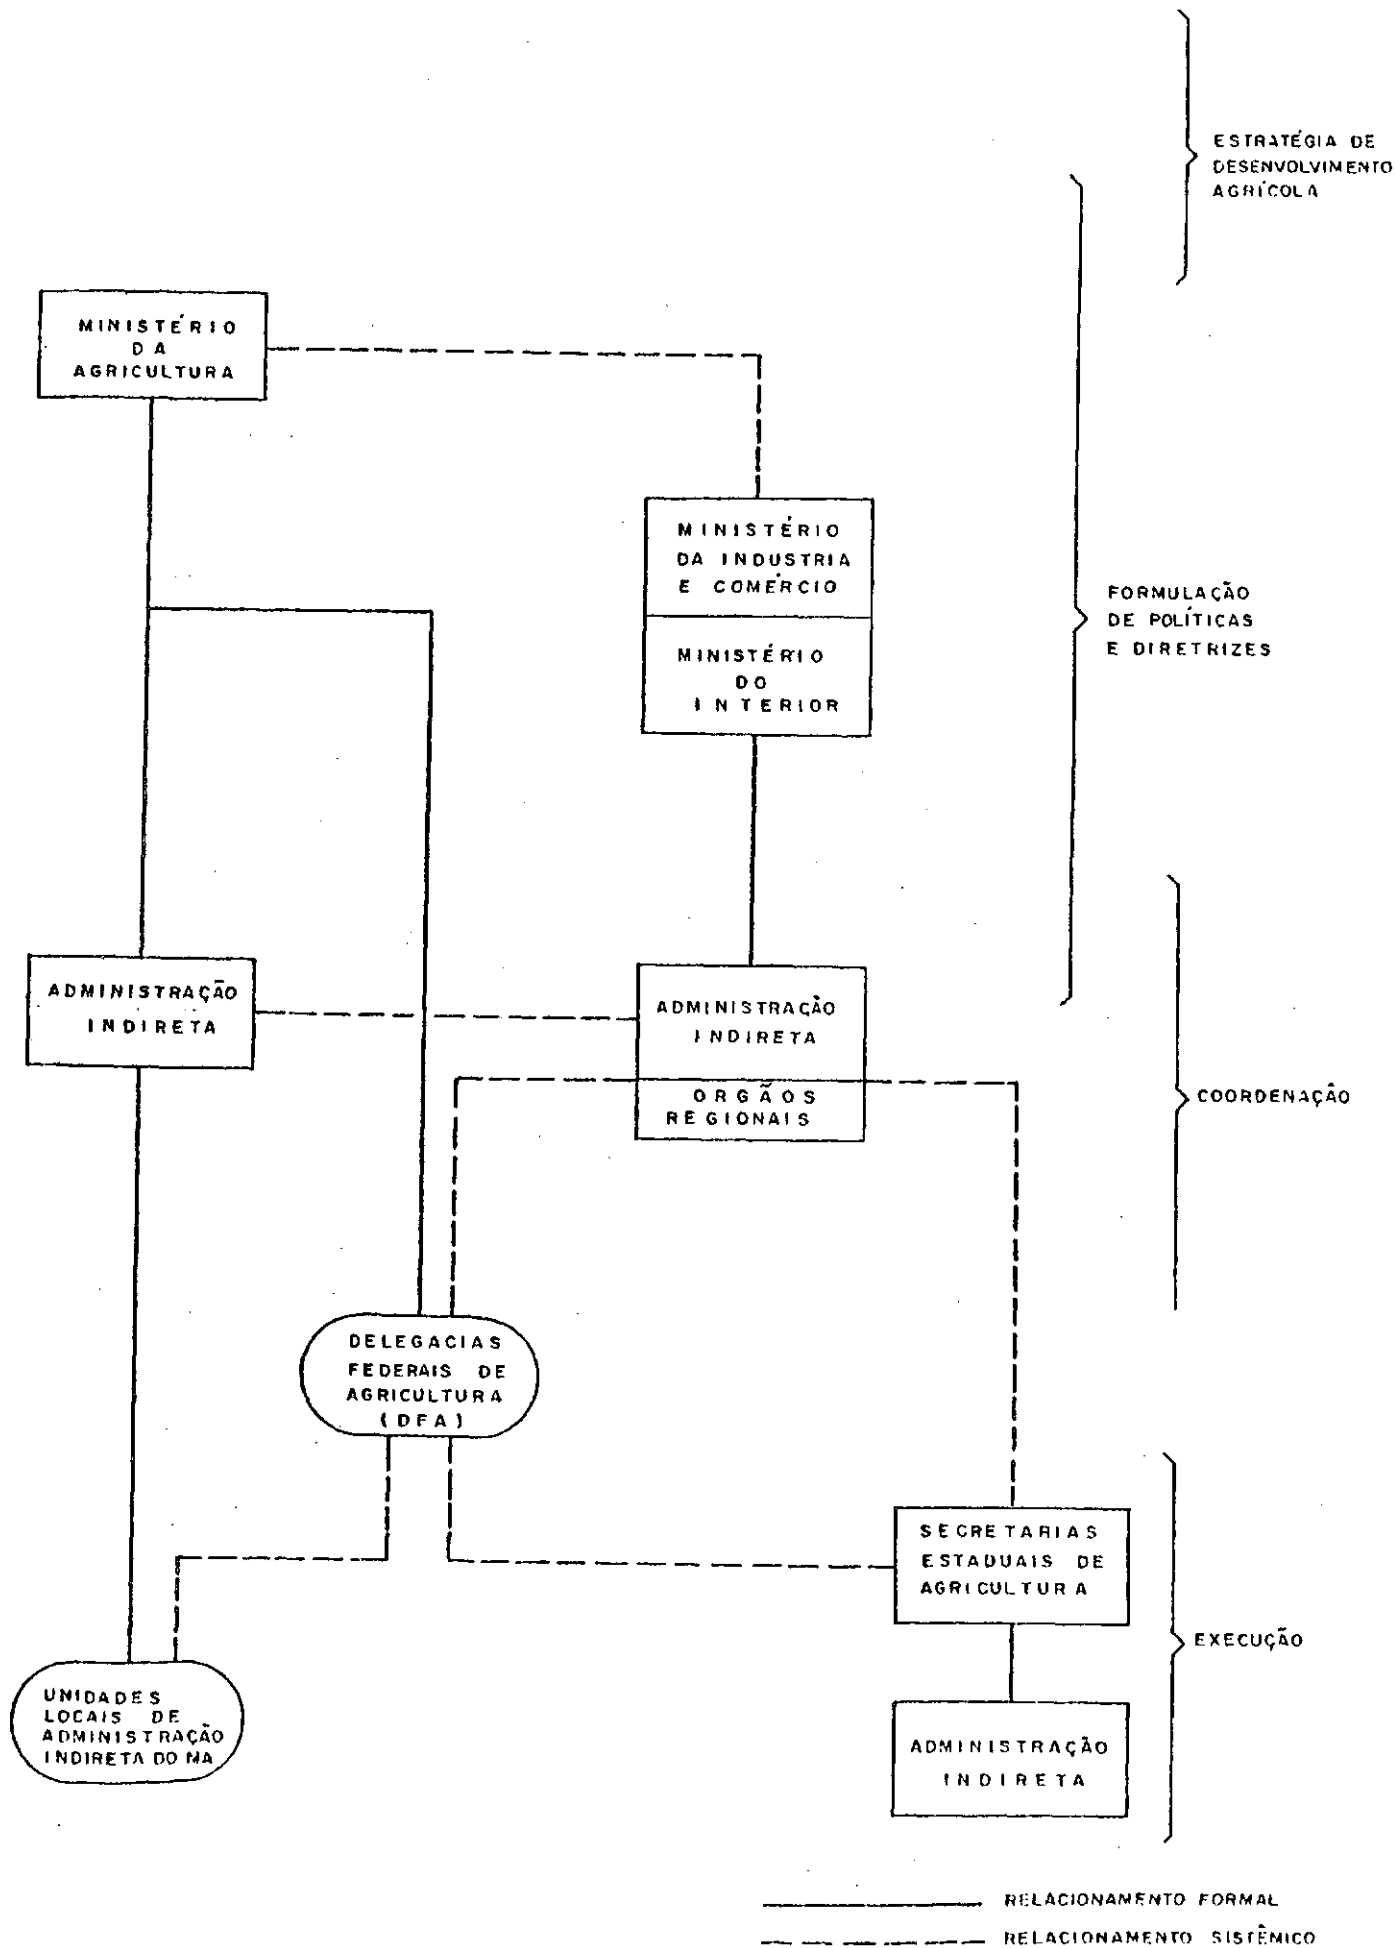 ESTRATÉGIA DE
DESENVOLVIMENTO
AGRÍCOLA
MINISTÉRIO
DA
AGRICULTURA
MINISTÉRIO
DA INDUSTRIA
E COMÉRCIO
MINISTÉRIO
DO
INTERIOR
FORMULAÇÃO
DE POLÍTICAS
E DIRETRIZES
ADMINISTRAÇÃO
INDIRETA
ADMINISTRAÇÃO
INDIRETA
ORGÃOS
REGIONAIS
COORDENAÇÃO
DELEGACIAS
FEDERAIS DE
AGRICULTURA
(DFA)
SECRETARIAS
ESTADUAIS DE
AGRICULTURA
EXECUÇÃO
UNIDADES
LOCAIS DE
ADMINISTRAÇÃO
INDIRETA DO MA
ADMINISTRAÇÃO
INDIRETA
RELACIONAMENTO FORMAL
RELACIONAMENTO SISTÊMICO